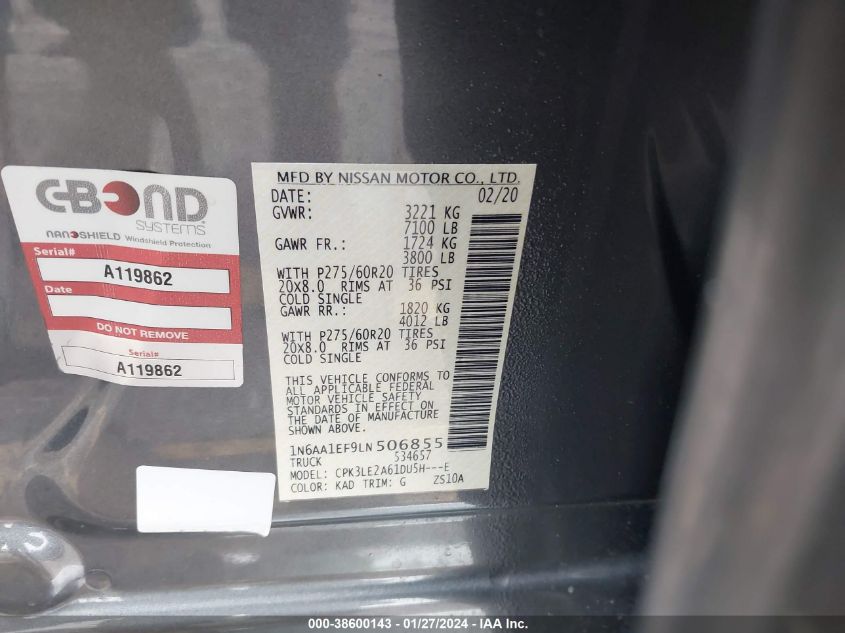 C-BOND
SYSTEMS
NANOSHIELD Windshield Protection
Serial#
A119862
Date
DO NOT REMOVE
Serial#
A119862
MFD BY NISSAN MOTOR CO., LTD.
DATE: 02/20
GVWR: 3221 KG
7100 LB
GAWR FR.: 1724 KG
3800 LB
WITH P275/60R20 TIRES
20X8.0 RIMS AT 36 PSI
COLD SINGLE
GAWR RR.: 1820 KG
4012 LB
WITH P275/60R20 TIRES
20X8.0 RIMS AT 36 PSI
COLD SINGLE
THIS VEHICLE CONFORMS TO
ALL APPLICABLE FEDERAL
MOTOR VEHICLE SAFETY
STANDARDS IN EFFECT ON
THE DATE OF MANUFACTURE
SHOWN ABOVE.
1N6AA1EF9LN506855
TRUCK 534657
MODEL: CPK3LE2A61DU5H---E
COLOR: KAD TRIM: G ZS10A
000-38600143 - 01/27/2024 - IAA Inc.